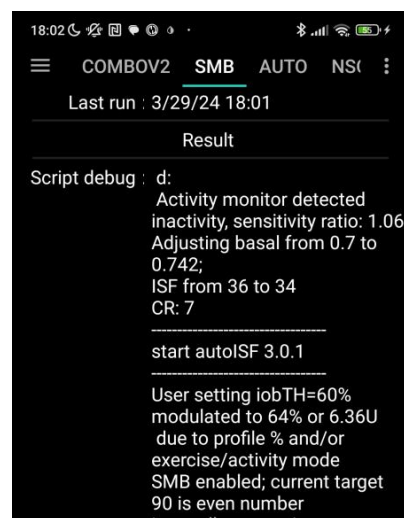 18:02 55
COMBOV2 SMB AUTO NS(
Last run : 3/29/24 18:01
Result
Script debug : d:
Activity monitor detected
inactivity, sensitivity ratio: 1.06
Adjusting basal from 0.7 to
0.742;
ISF from 36 to 34
CR: 7
----------------------------------
start autoISF 3.0.1
----------------------------------
User setting iobTH=60%
modulated to 64% or 6.36U
due to profile % and/or
exercise/activity mode
SMB enabled; current target
90 is even number